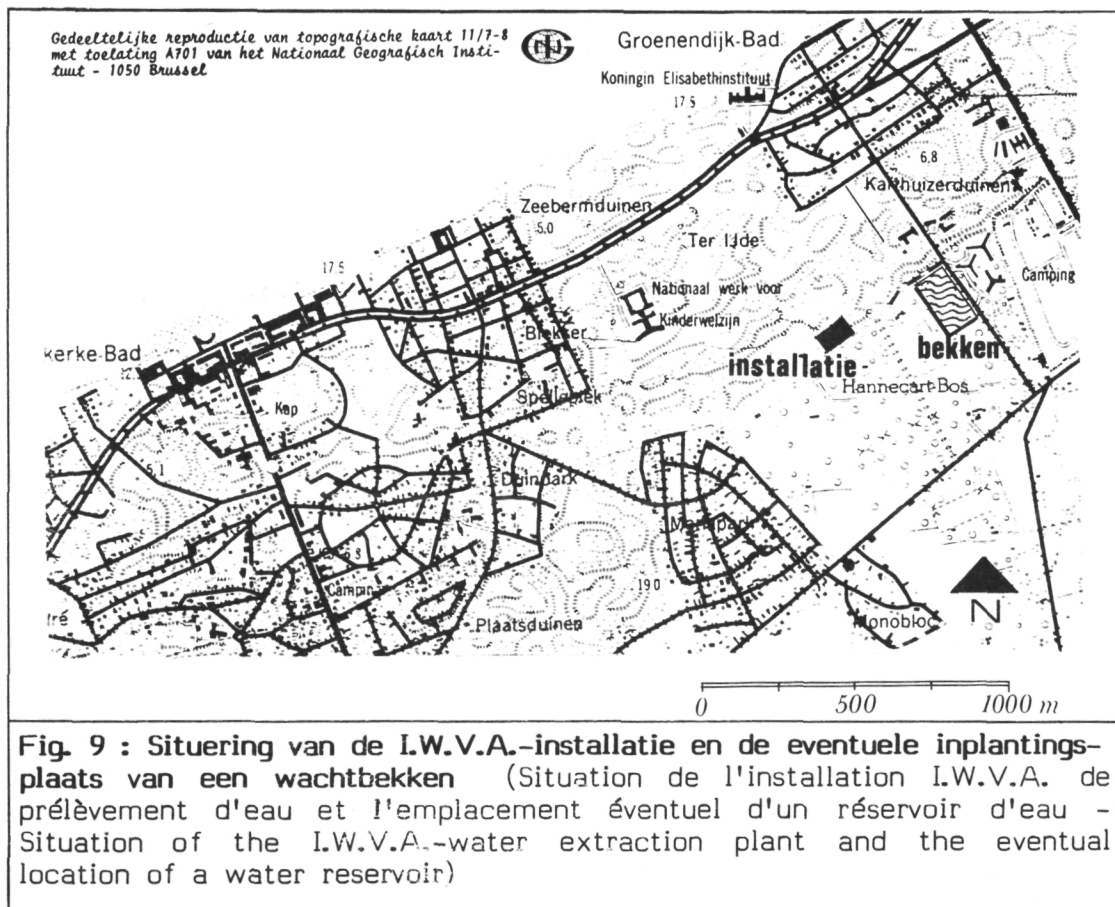 Gedeeltelijke reproductie van topografische kaart 11/7-8
met toelating A701 van het Nationaal Geografisch Insti-
tuut - 1050 Brussel
Groenendijk-Bad
Koningin Elisabethinstituut
17.5
6,8
Karthuizerduinen
Zeebermduinen
5.0
Ter IJde
Camping
17.5
Nationaal werk voor
Kinderwelzijn
Blekker
bekken
installatie
kerke-Bad
Hannecart-Bos
Spelleplek
Kap
5.1
Duinpark
19.0
Camping
Plaatsduinen
Monobloc
N
0 500 1000 m
Fig. 9 : Situering van de I.W.V.A.-installatie en de eventuele inplantings-
plaats van een wachtbekken (Situation de l'installation I.W.V.A. de
prélèvement d'eau et l'emplacement éventuel d'un réservoir d'eau -
Situation of the I.W.V.A.-water extraction plant and the eventual
location of a water reservoir)